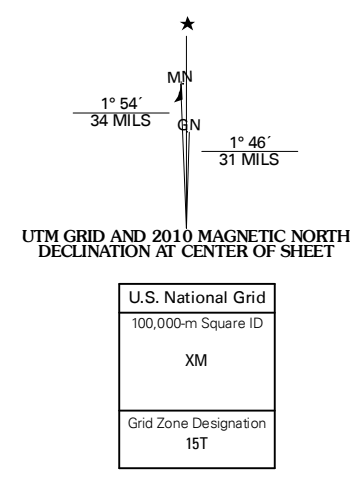 ★
MN
1° 54´
34 MILS
GN
1° 46´
31 MILS
UTM GRID AND 2010 MAGNETIC NORTH
DECLINATION AT CENTER OF SHEET
U.S. National Grid
100,000-m Square ID
XM
Grid Zone Designation
15T